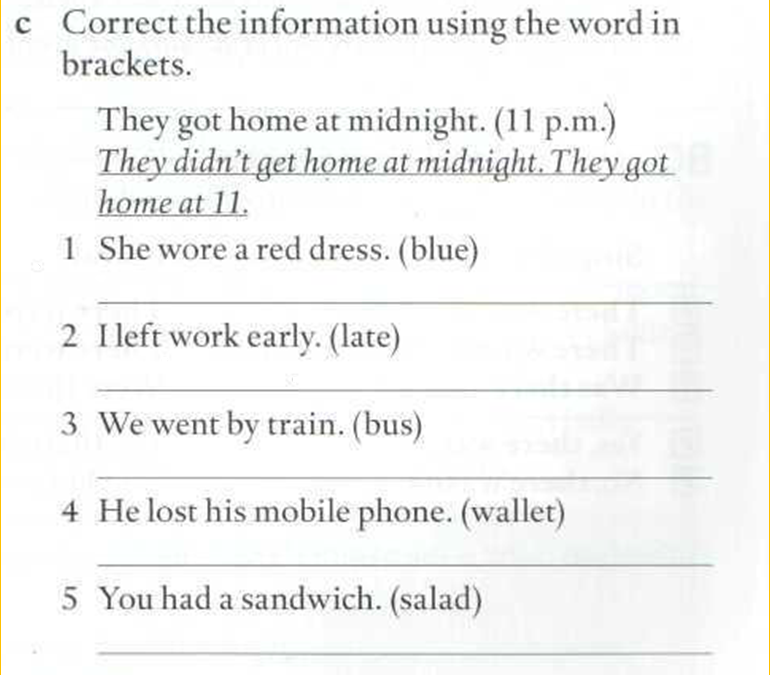 c Correct the information using the word in
brackets.
They got home at midnight. (11 p.m.)
They didn't get home at midnight. They got
home at 11.
1 She wore a red dress. (blue)
2 I left work early. (late)
3 We went by train. (bus)
4 He lost his mobile phone. (wallet)
5 You had a sandwich. (salad)